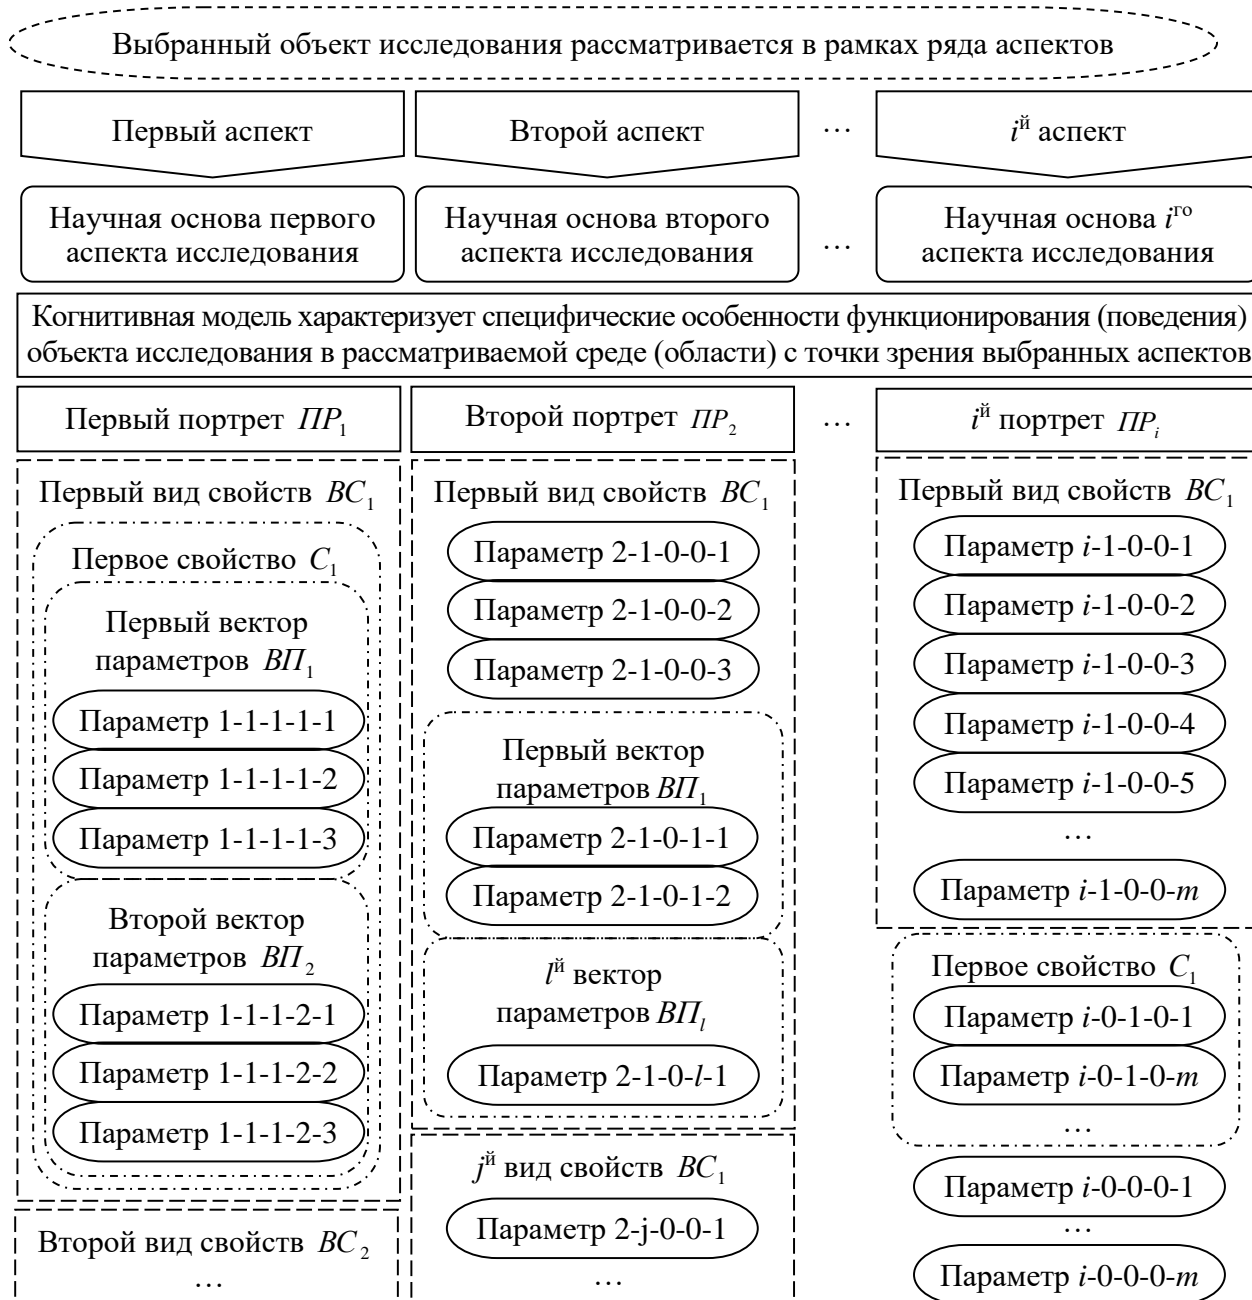 Выбранный объект исследования рассматривается в рамках ряда аспектов
Первый аспект
Второй аспект
…
iй аспект
Научная основа первого
аспекта исследования
Научная основа второго
аспекта исследования
…
Научная основа iго
аспекта исследования
Когнитивная модель характеризует специфические особенности функционирования (поведения)
объекта исследования в рассматриваемой среде (области) с точки зрения выбранных аспектов
Первый портрет ПР1
Второй портрет ПР2
…
iй портрет ПРi
Первый вид свойств ВС1
Первое свойство С1
Первый вектор
параметров ВП1
Параметр 1-1-1-1-1
Параметр 1-1-1-1-2
Параметр 1-1-1-1-3
Второй вектор
параметров ВП2
Параметр 1-1-1-2-1
Параметр 1-1-1-2-2
Параметр 1-1-1-2-3
Второй вид свойств ВС2
…
Первый вид свойств ВС1
Параметр 2-1-0-0-1
Параметр 2-1-0-0-2
Параметр 2-1-0-0-3
Первый вектор
параметров ВП1
Параметр 2-1-0-1-1
Параметр 2-1-0-1-2
lй вектор
параметров ВПl
Параметр 2-1-0-l-1
jй вид свойств ВС1
Параметр 2-j-0-0-1
…
Первый вид свойств ВС1
Параметр i-1-0-0-1
Параметр i-1-0-0-2
Параметр i-1-0-0-3
Параметр i-1-0-0-4
Параметр i-1-0-0-5
…
Параметр i-1-0-0-m
Первое свойство С1
Параметр i-0-1-0-1
Параметр i-0-1-0-m
…
Параметр i-0-0-0-1
…
Параметр i-0-0-0-m